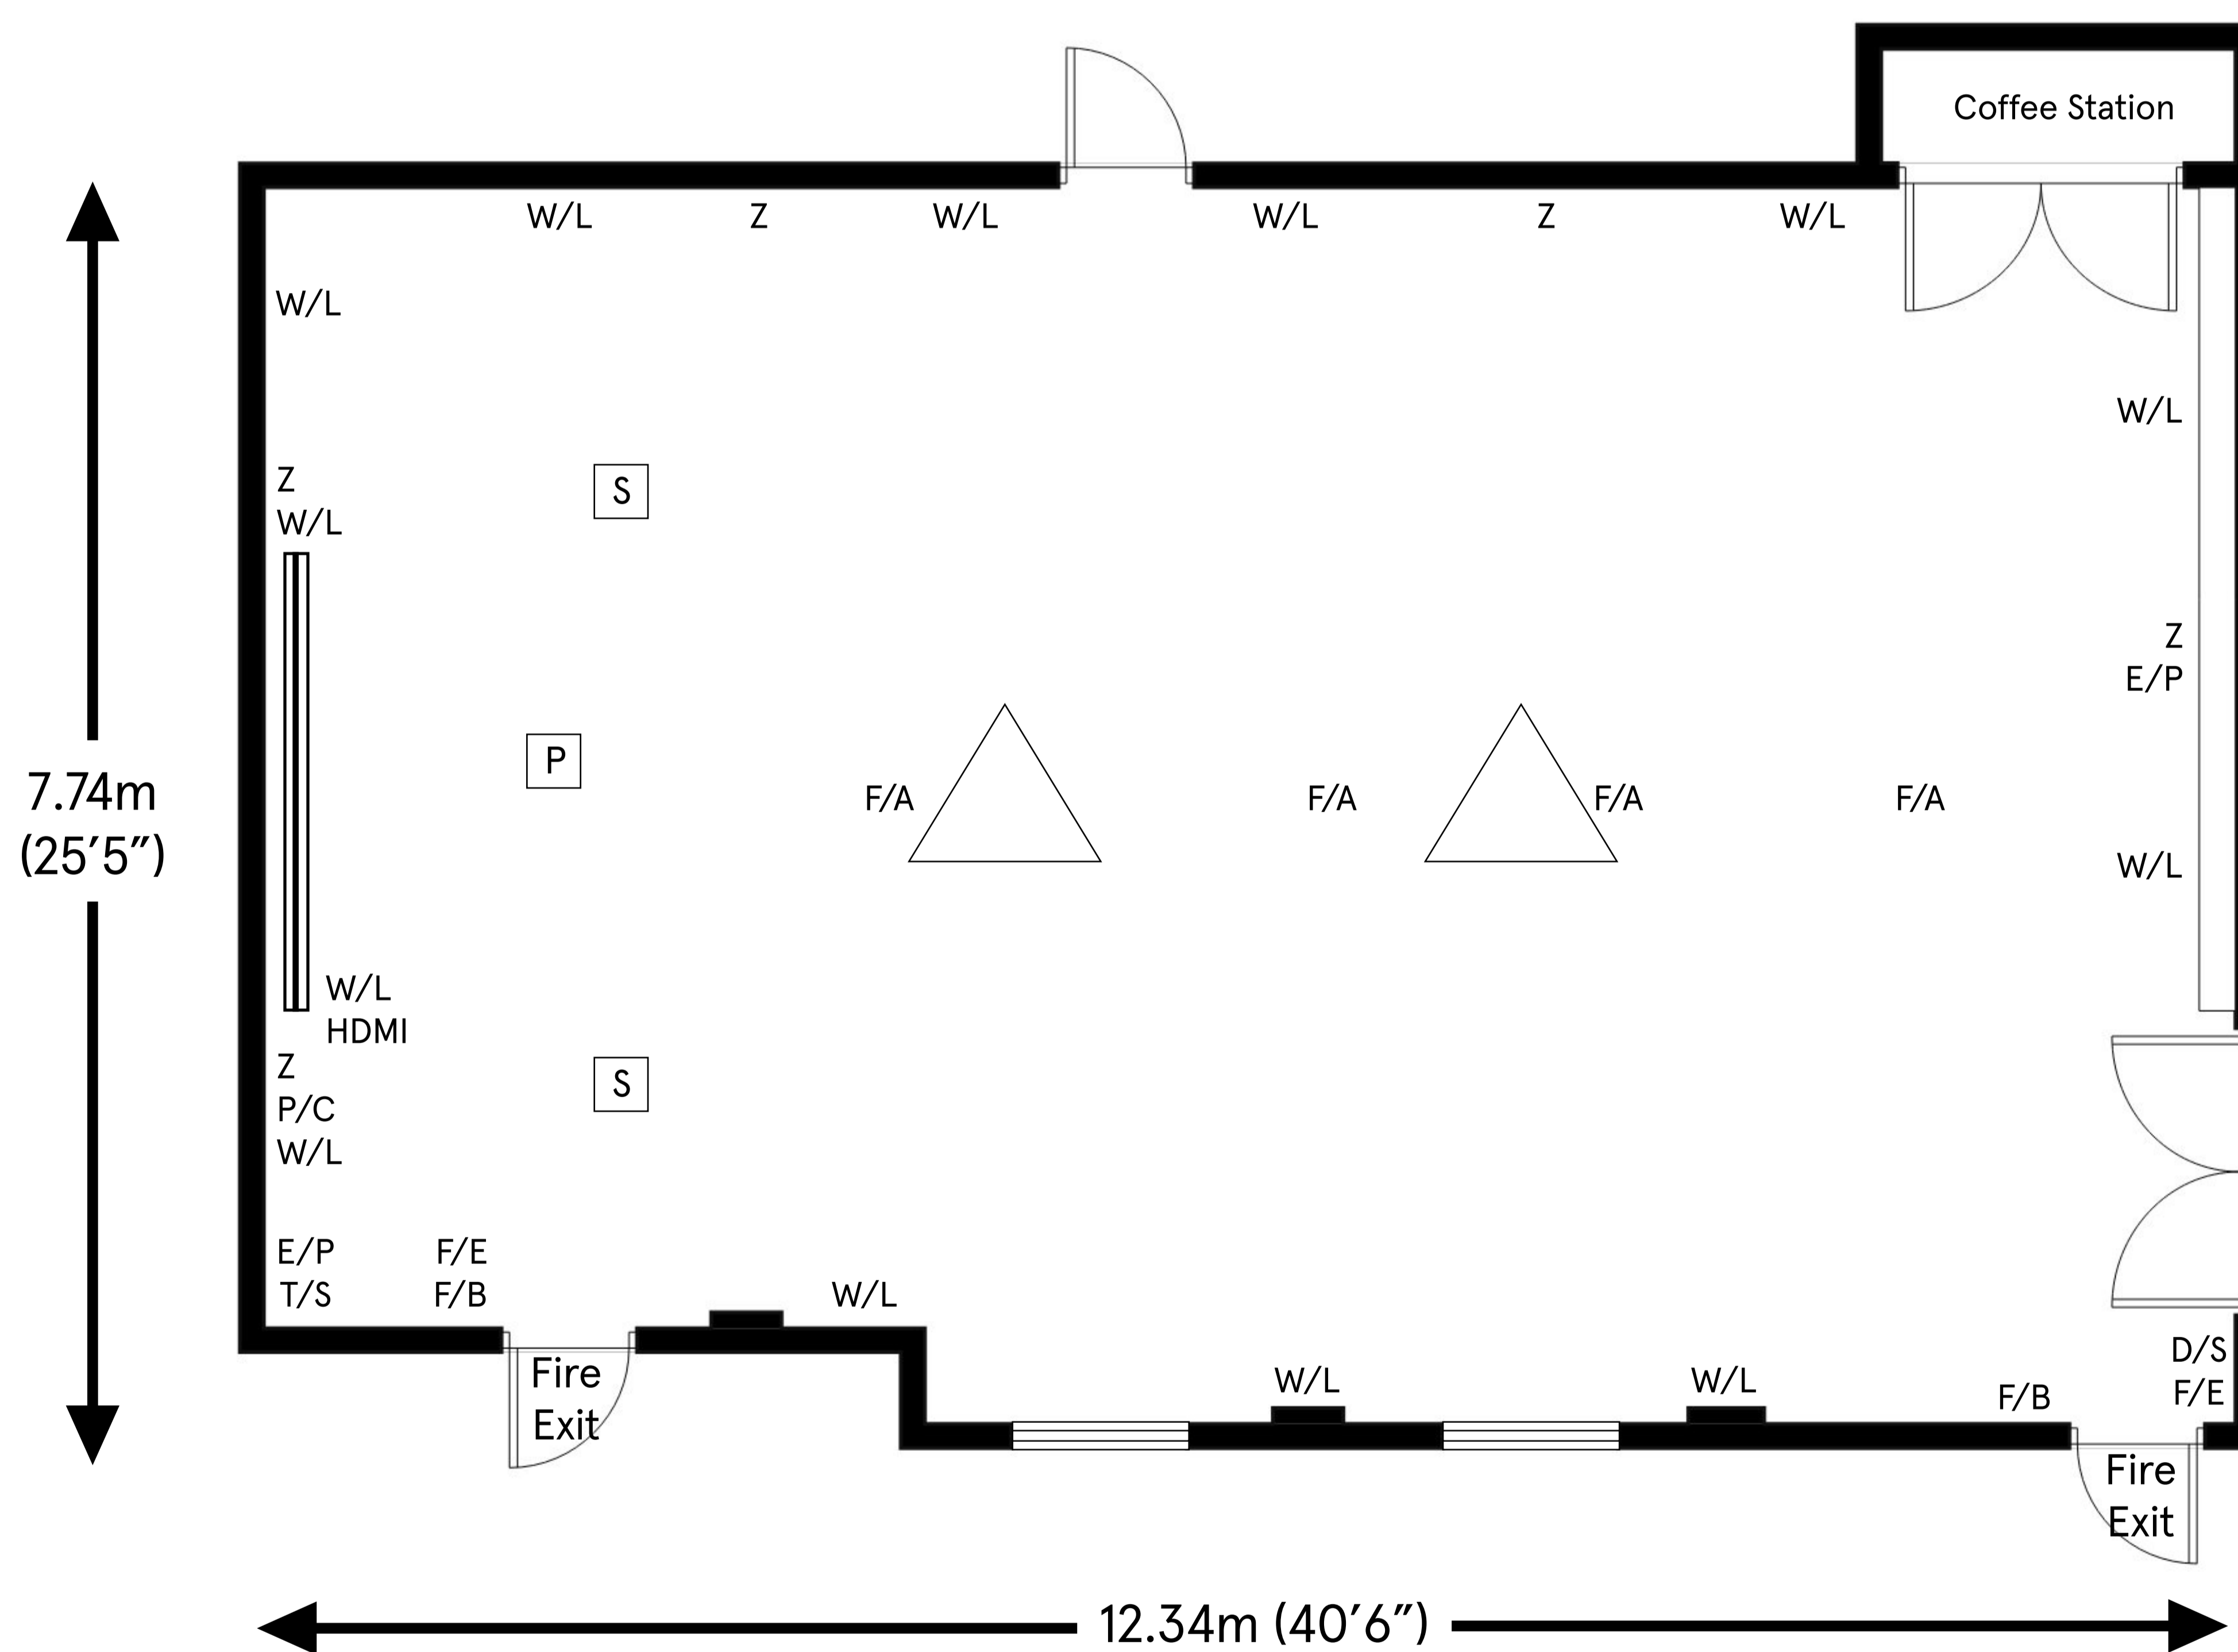 Coffee Station
W/L Z W/L W/L Z W/L
W/L
W/L
Z
S
W/L
Z
E/P
P
7.74m
(25′5″)
F/A F/A F/A F/A
W/L
W/L
HDMI
Z
P/C
S
W/L
E/P F/E
T/S F/B W/L
Fire
Exit
W/L W/L
D/S
F/E
F/B
Fire
Exit
12.34m (40′6″)